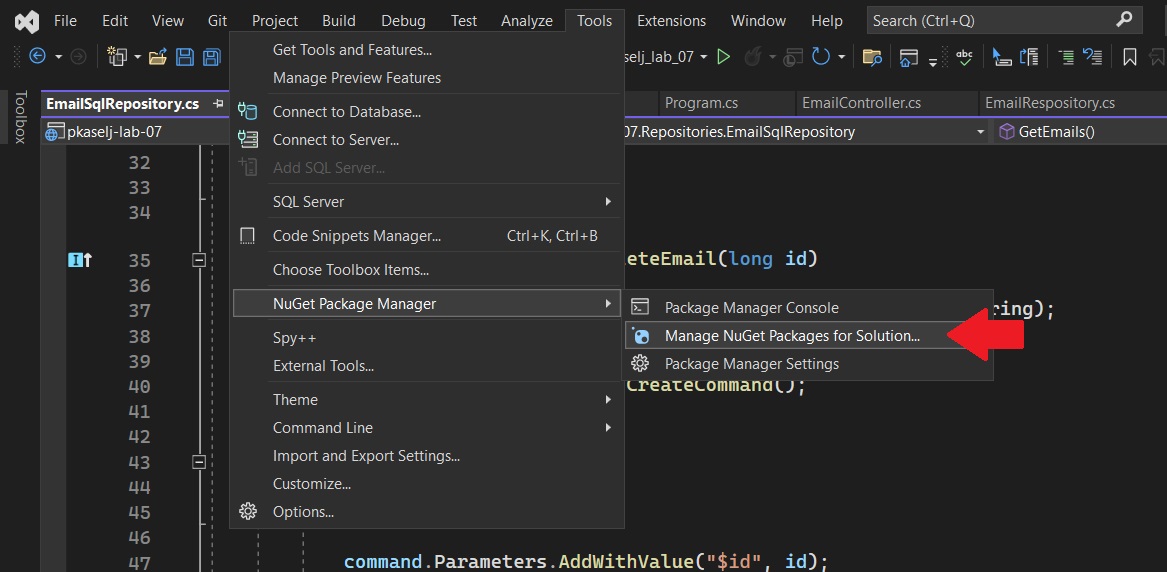 File Edit View Git Project Build Debug Test Analyze Tools Extensions Window Help Search (Ctrl+Q)
selj_lab_07
abc
Toolbox
EmailSqlRepository.cs Program.cs EmailController.cs EmailRespository.cs
pkaselj-lab-07 07.Repositories.EmailSqlRepository GetEmails()
Get Tools and Features...
Manage Preview Features
Connect to Database...
Connect to Server...
Add SQL Server...
SQL Server
Code Snippets Manager... Ctrl+K, Ctrl+B
Choose Toolbox Items...
NuGet Package Manager
Spy++
External Tools...
Theme
Command Line
Import and Export Settings...
Customize...
Options...
Package Manager Console
Manage NuGet Packages for Solution...
Package Manager Settings
32
33
34
35 eteEmail(long id)
36
37 ring);
38
39
40 CreateCommand();
41
42
43
44
45
46
47 command.Parameters.AddWithValue("$id", id);